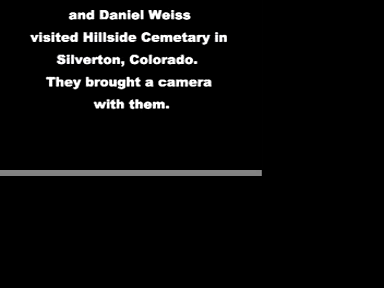 and Daniel Weiss
visited Hillside Cemetary in
Silverton, Colorado.
They brought a camera
with them.